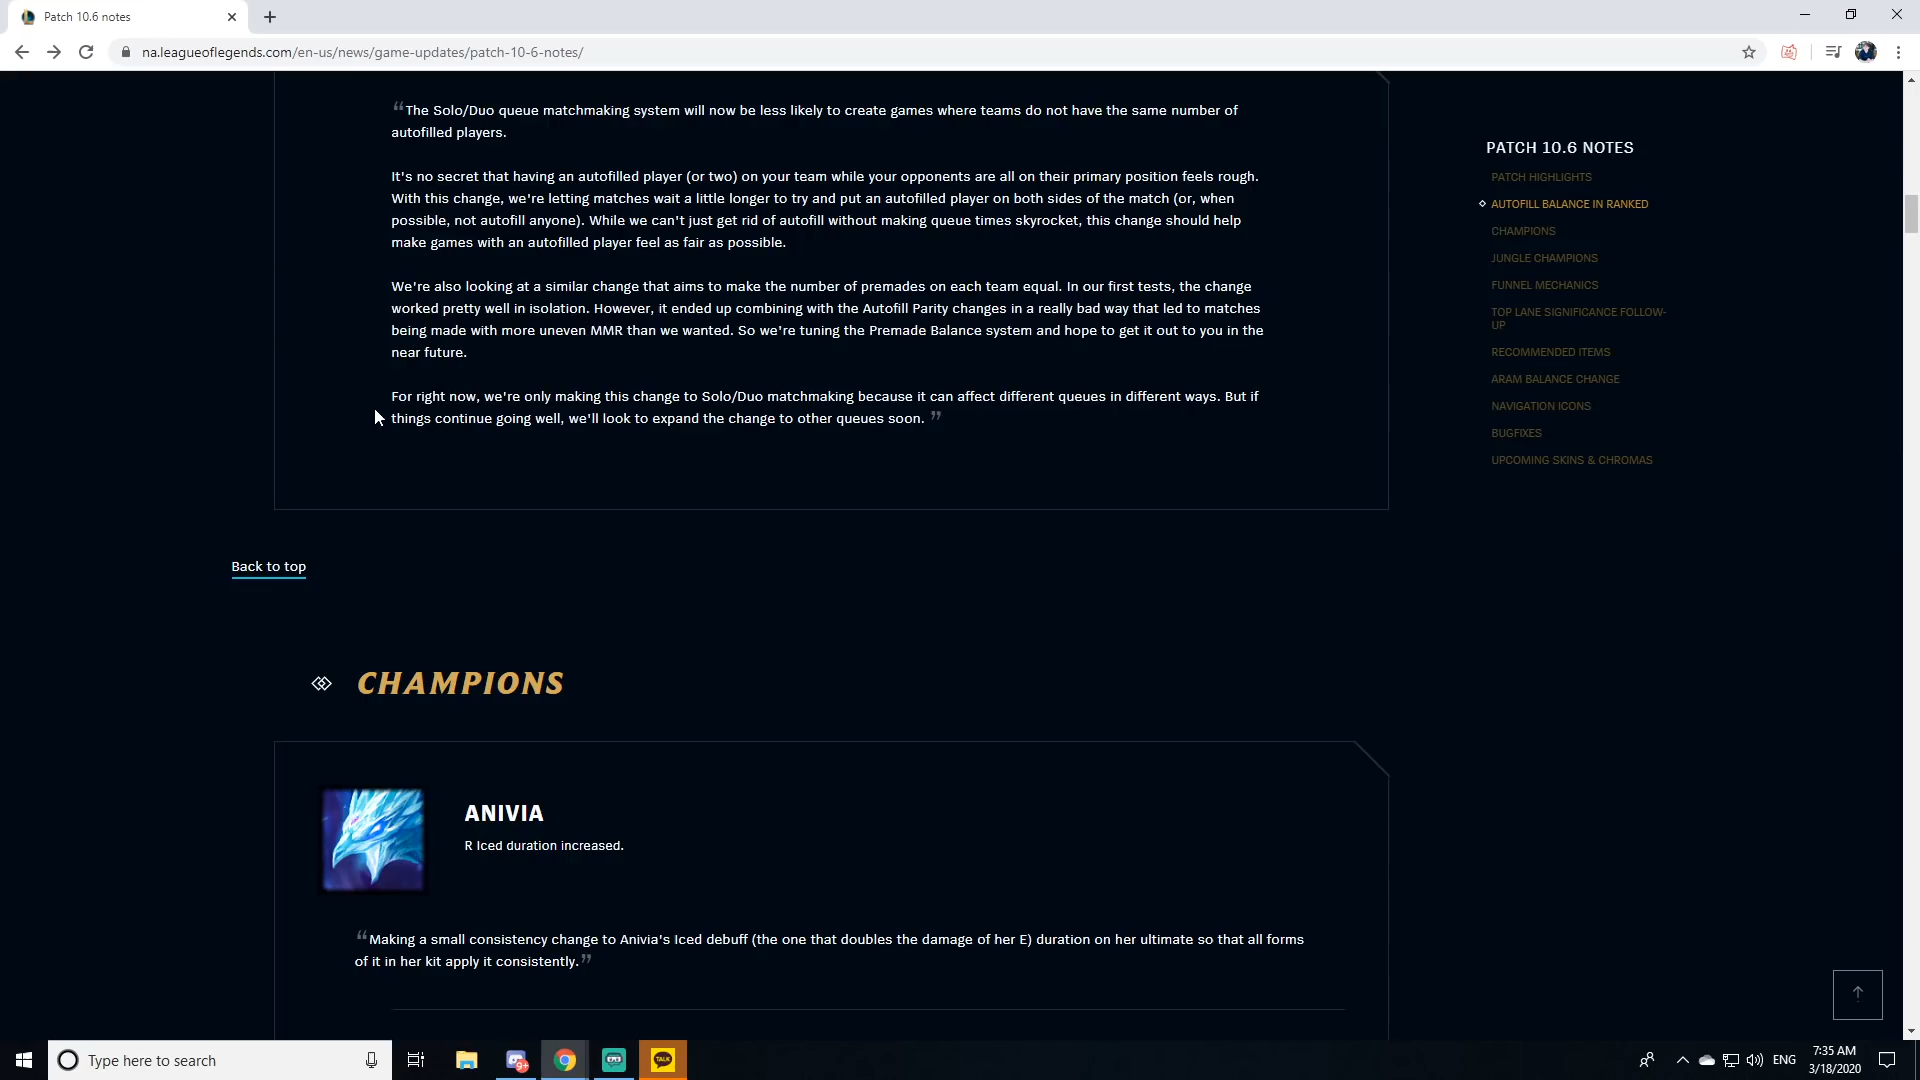 Patch 10.6 notes
na.leagueoflegends.com/en-us/news/game-updates/patch-10-6-notes/
“The Solo/Duo queue matchmaking system will now be less likely to create games where teams do not have the same number of
autofilled players.
It's no secret that having an autofilled player (or two) on your team while your opponents are all on their primary position feels rough.
With this change, we're letting matches wait a little longer to try and put an autofilled player on both sides of the match (or, when
possible, not autofill anyone). While we can't just get rid of autofill without making queue times skyrocket, this change should help
make games with an autofilled player feel as fair as possible.
We're also looking at a similar change that aims to make the number of premades on each team equal. In our first tests, the change
worked pretty well in isolation. However, it ended up combining with the Autofill Parity changes in a really bad way that led to matches
being made with more uneven MMR than we wanted. So we're tuning the Premade Balance system and hope to get it out to you in the
near future.
For right now, we're only making this change to Solo/Duo matchmaking because it can affect different queues in different ways. But if
things continue going well, we'll look to expand the change to other queues soon. ”
Back to top
CHAMPIONS
ANIVIA
R Iced duration increased.
“Making a small consistency change to Anivia's Iced debuff (the one that doubles the damage of her E) duration on her ultimate so that all forms
of it in her kit apply it consistently.”
PATCH 10.6 NOTES
PATCH HIGHLIGHTS
AUTOFILL BALANCE IN RANKED
CHAMPIONS
JUNGLE CHAMPIONS
FUNNEL MECHANICS
TOP LANE SIGNIFICANCE FOLLOW-
UP
RECOMMENDED ITEMS
ARAM BALANCE CHANGE
NAVIGATION ICONS
BUGFIXES
UPCOMING SKINS & CHROMAS
Type here to search
9+
TALK
ENG
7:35 AM
3/18/2020